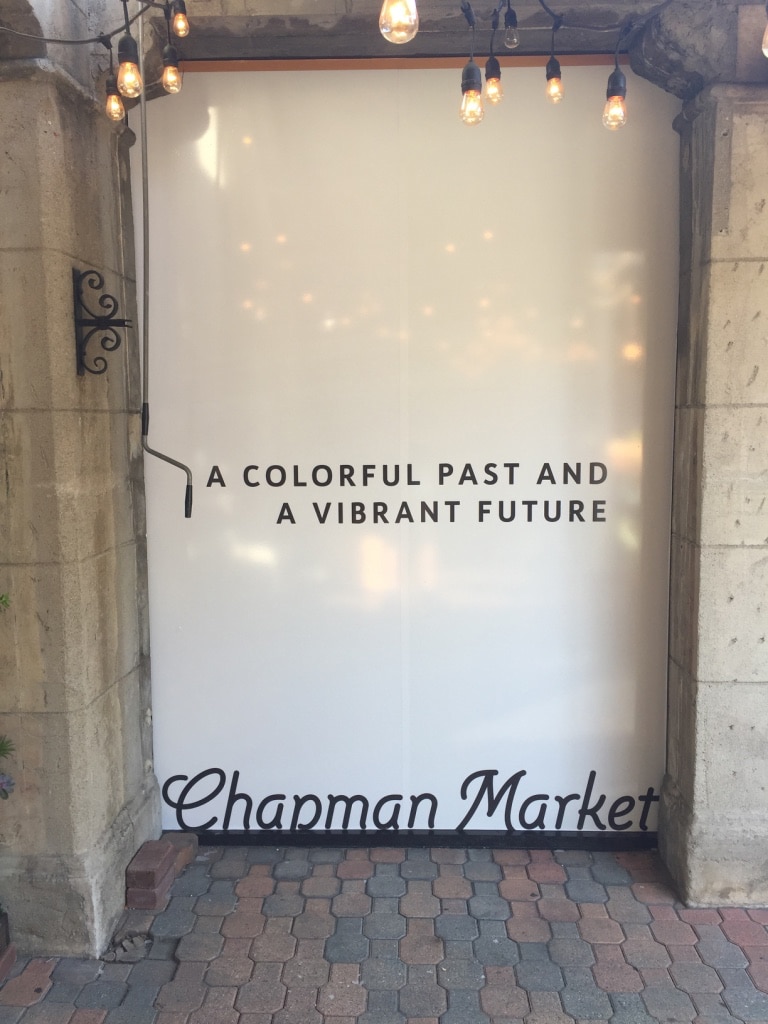 A COLORFUL PAST AND
A VIBRANT FUTURE
Chapman Market